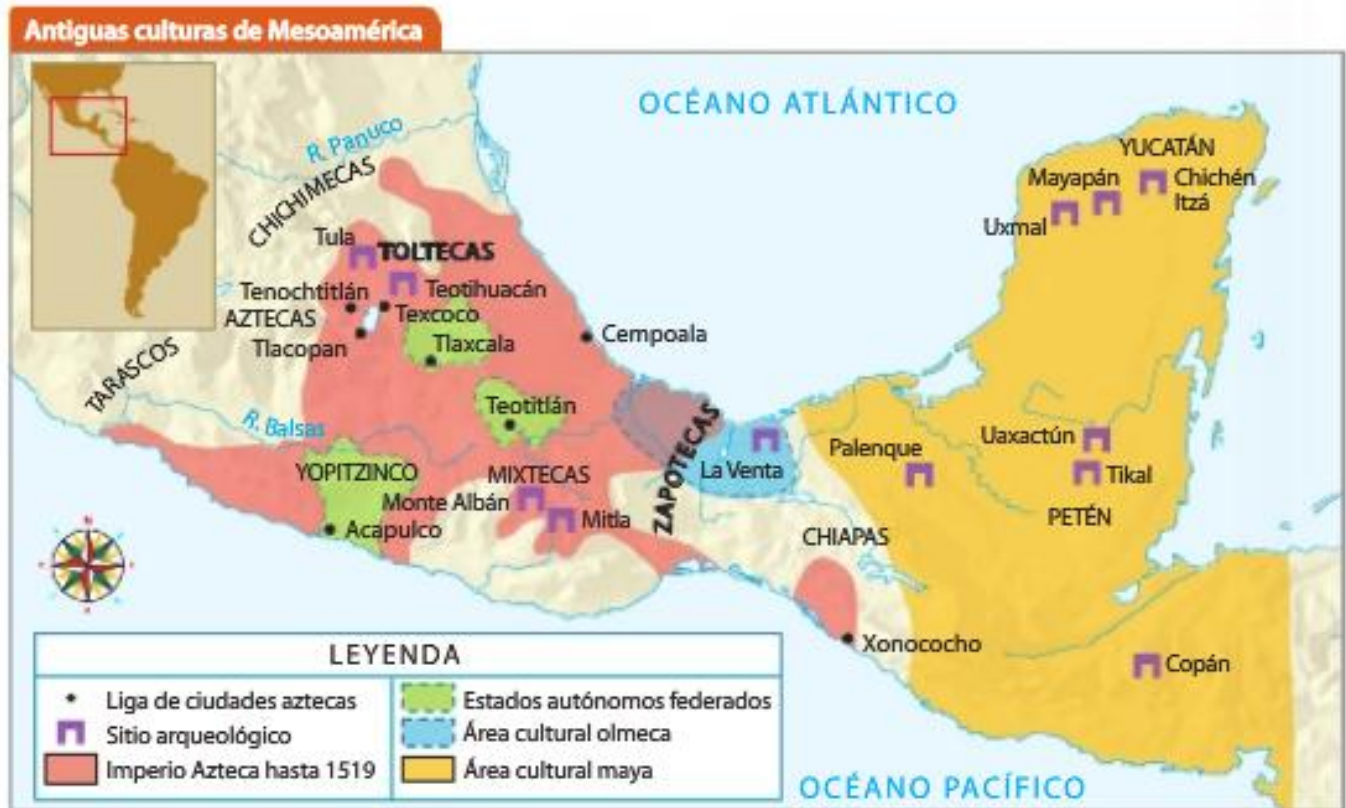 Antiguas culturas de Mesoamérica
OCÉANO ATLÁNTICO
R. Panuco
CHICHIMECAS
YUCATÁN
Mayapán
Chichén
Itzá
Uxmal
Tula
TOLTECAS
Tenochtitlán
Teotihuacán
AZTECAS
Texcoco
Tlacopan
Tlaxcala
Cempoala
TARASCOS
R. Balsas
Teotitlán
ZAPOTECAS
La Venta
Palenque
Uaxactún
Tikal
YOPITZINCO
MIXTECAS
Monte Albán
Mitla
Acapulco
CHIAPAS
PETÉN
Xonococho
Copán
LEYENDA
Liga de ciudades aztecas
Sitio arqueológico
Imperio Azteca hasta 1519
Estados autónomos federados
Área cultural olmeca
Área cultural maya
OCÉANO PACÍFICO